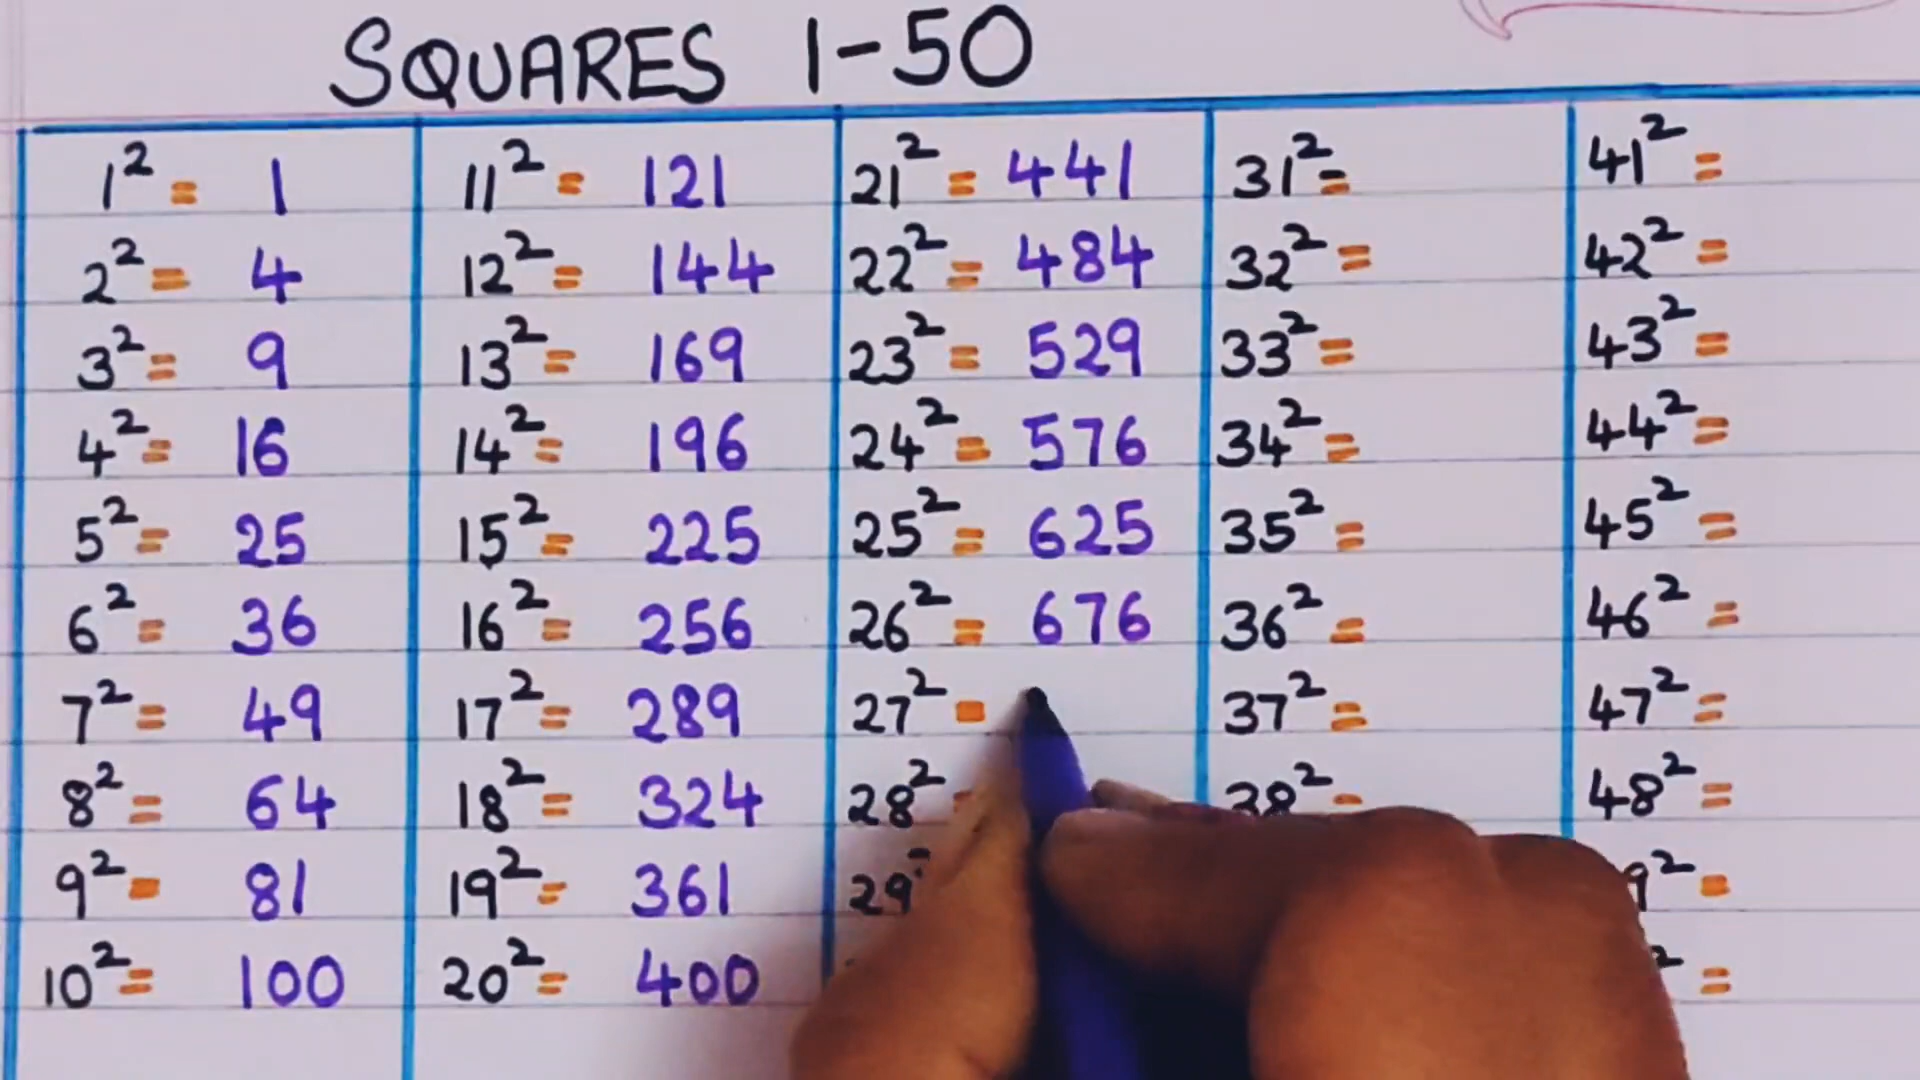 SQUARES 1-50
1² = 1
2² = 4
3² = 9
4² = 16
5² = 25
6² = 36
7² = 49
8² = 64
9² = 81
10² = 100
11² = 121
12² = 144
13² = 169
14² = 196
15² = 225
16² = 256
17² = 289
18² = 324
19² = 361
20² = 400
21² = 441
22² = 484
23² = 529
24² = 576
25² = 625
26² = 676
27² =
28²
29²
31² =
32² =
33² =
34² =
35² =
36² =
37² =
38² =
41² =
42² =
43² =
44² =
45² =
46² =
47² =
48² =
9² =
² =